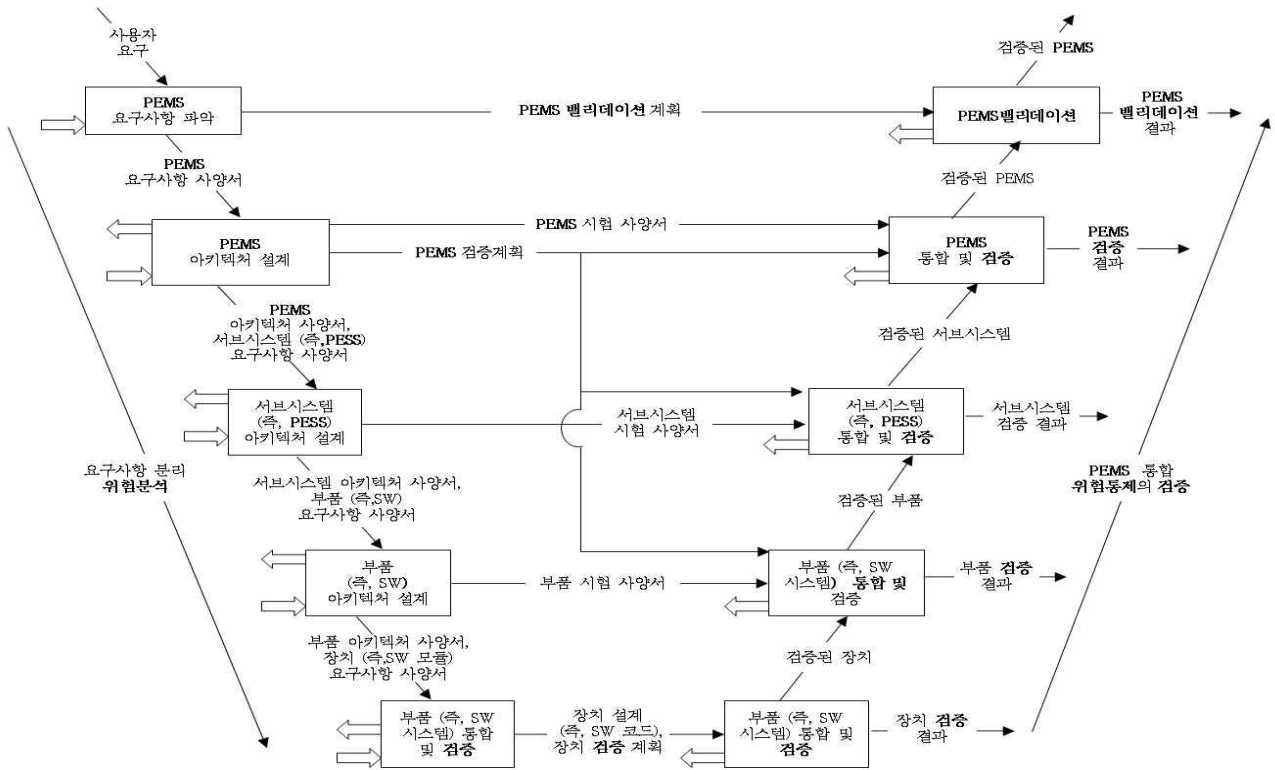 사용자
요구
검증된 PEMS
PEMS
요구사항 파악
PEMS 밸리데이션 계획
PEMS밸리데이션
PEMS
밸리데이션
결과
PEMS
요구사항 사양서
검증된 PEMS
PEMS
아키텍처 설계
PEMS 시험 사양서
PEMS 검증계획
PEMS
통합 및 검증
PEMS
검증
결과
PEMS
아키텍처 사양서,
서브시스템 (즉,PESS)
요구사항 사양서
검증된 서브시스템
서브시스템
(즉, PESS)
아키텍처 설계
서브시스템
시험 사양서
서브시스템
(즉, PESS)
통합 및 검증
서브시스템
검증 결과
요구사항 분리
위험분석
서브시스템 아키텍처 사양서,
부품 (즉,SW)
요구사항 사양서
검증된 부품
PEMS 통합
위험통제의 검증
부품
(즉, SW)
아키텍처 설계
부품 시험 사양서
부품 (즉, SW
시스템) 통합 및
검증
부품 검증
결과
부품 아키텍처 사양서,
장치 (즉,SW 모듈)
요구사항 사양서
검증된 장치
부품 (즉, SW
시스템) 통합
및 검증
장치 설계
(즉, SW 코드),
장치 검증 계획
부품 (즉, SW
시스템) 통합 및
검증
장치 검증
결과